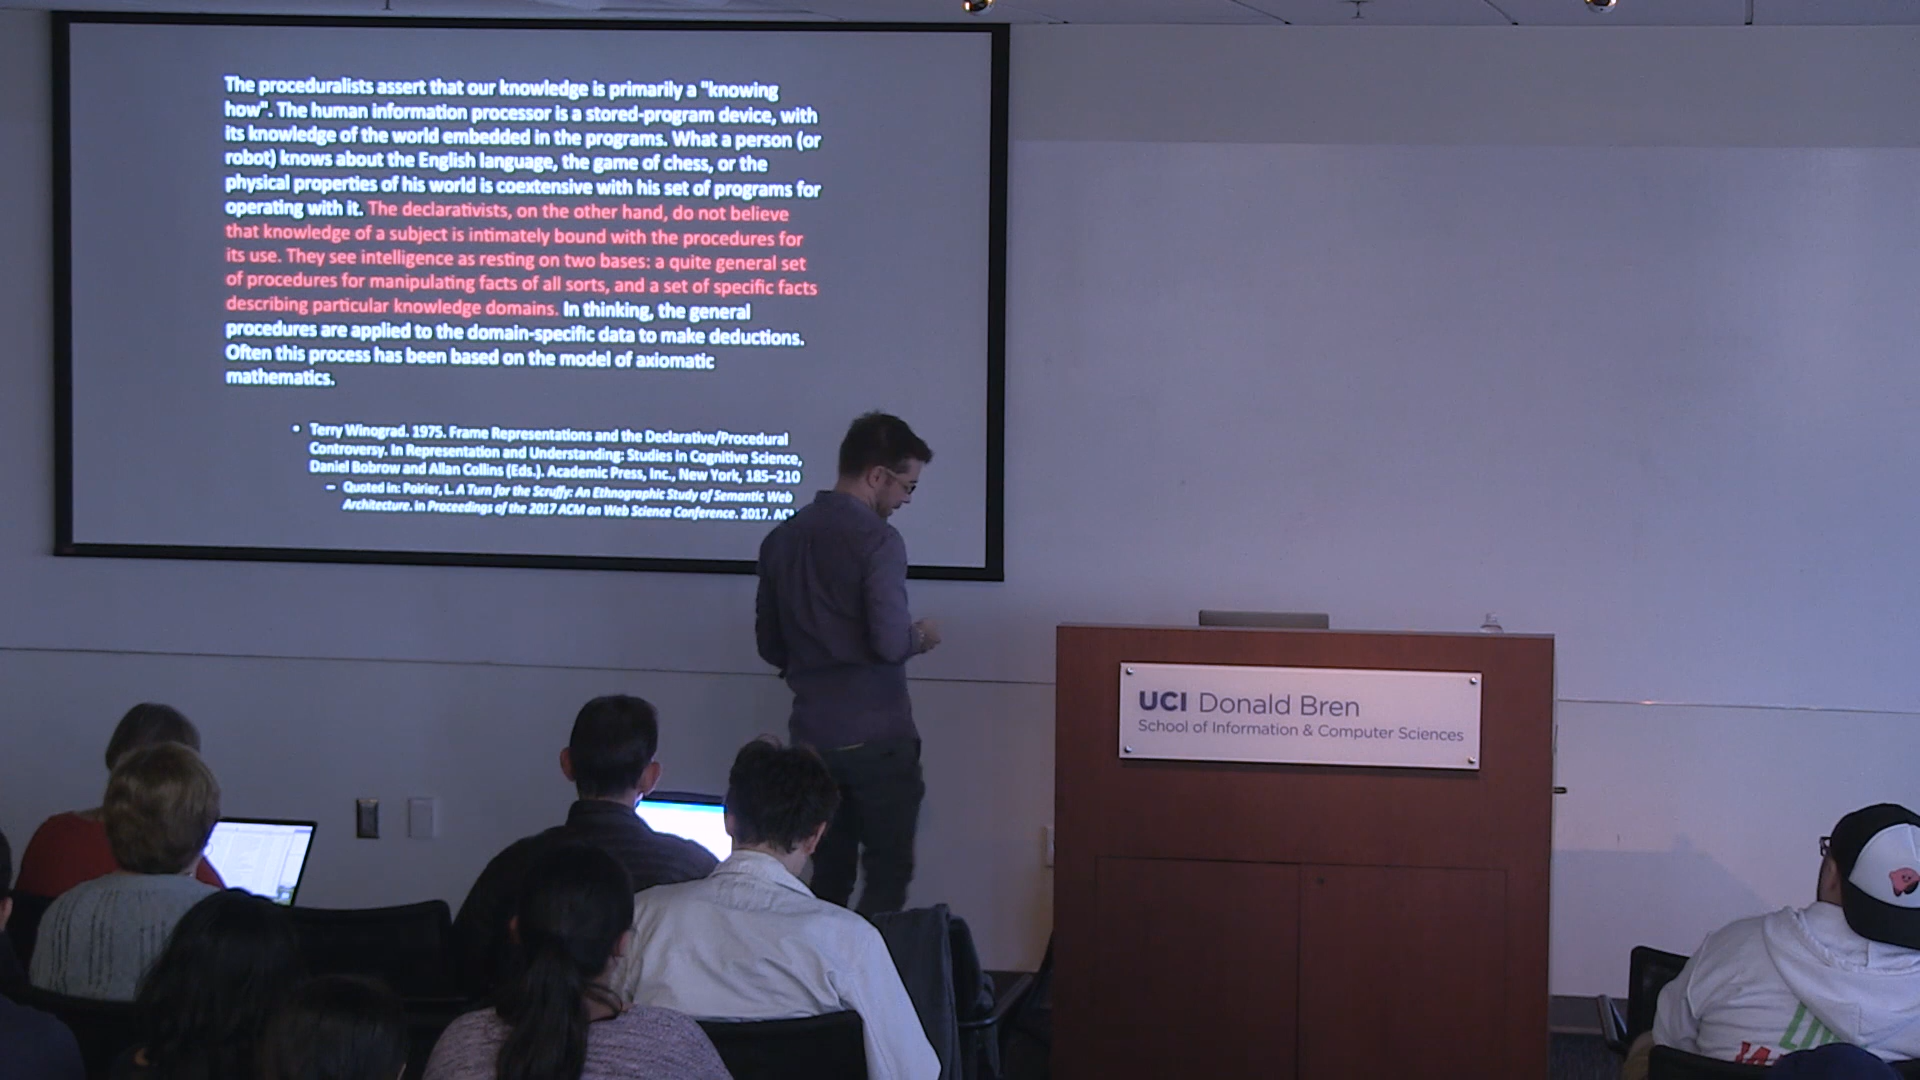 The proceduralists assert that our knowledge is primarily a "knowing
how". The human information processor is a stored-program device, with
its knowledge of the world embedded in the programs. What a person (or
robot) knows about the English language, the game of chess, or the
physical properties of his world is coextensive with his set of programs for
operating with it. The declarativists, on the other hand, do not believe
that knowledge of a subject is intimately bound with the procedures for
its use. They see intelligence as resting on two bases: a quite general set
of procedures for manipulating facts of all sorts, and a set of specific facts
describing particular knowledge domains. In thinking, the general
procedures are applied to the domain-specific data to make deductions.
Often this process has been based on the model of axiomatic
mathematics.
• Terry Winograd. 1975. Frame Representations and the Declarative/Procedural
Controversy. In Representation and Understanding: Studies in Cognitive Science,
Daniel Bobrow and Allan Collins (Eds.). Academic Press, Inc., New York, 185–210
– Quoted in: Poirier, L. A Turn for the Scruffy: An Ethnographic Study of Semantic Web
Architecture. In Proceedings of the 2017 ACM on Web Science Conference. 2017.
UCI Donald Bren
School of Information & Computer Sciences